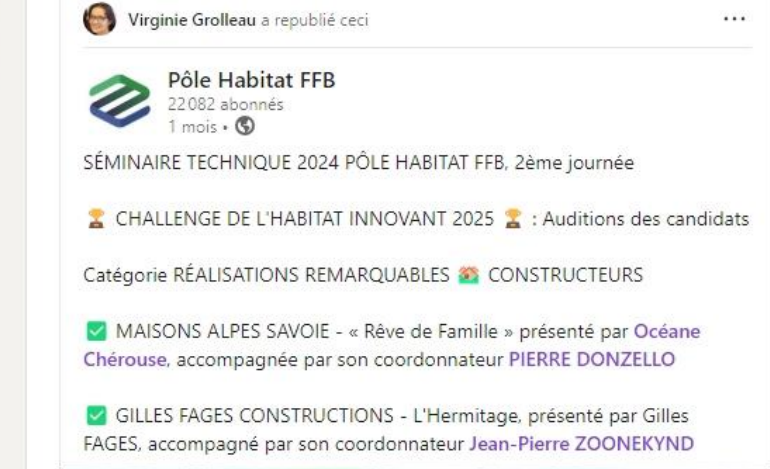 Virginie Grolleau a republié ceci
Pôle Habitat FFB
22 082 abonnés
1 mois •
SÉMINAIRE TECHNIQUE 2024 PÔLE HABITAT FFB, 2ème journée
🏆 CHALLENGE DE L'HABITAT INNOVANT 2025 🏆 : Auditions des candidats
Catégorie RÉALISATIONS REMARQUABLES 🏘️ CONSTRUCTEURS
✅ MAISONS ALPES SAVOIE - « Rêve de Famille » présenté par Océane
Chérouse, accompagnée par son coordonnateur PIERRE DONZELLO
✅ GILLES FAGES CONSTRUCTIONS - L'Hermitage, présenté par Gilles
FAGES, accompagné par son coordonnateur Jean-Pierre ZOONEKYND